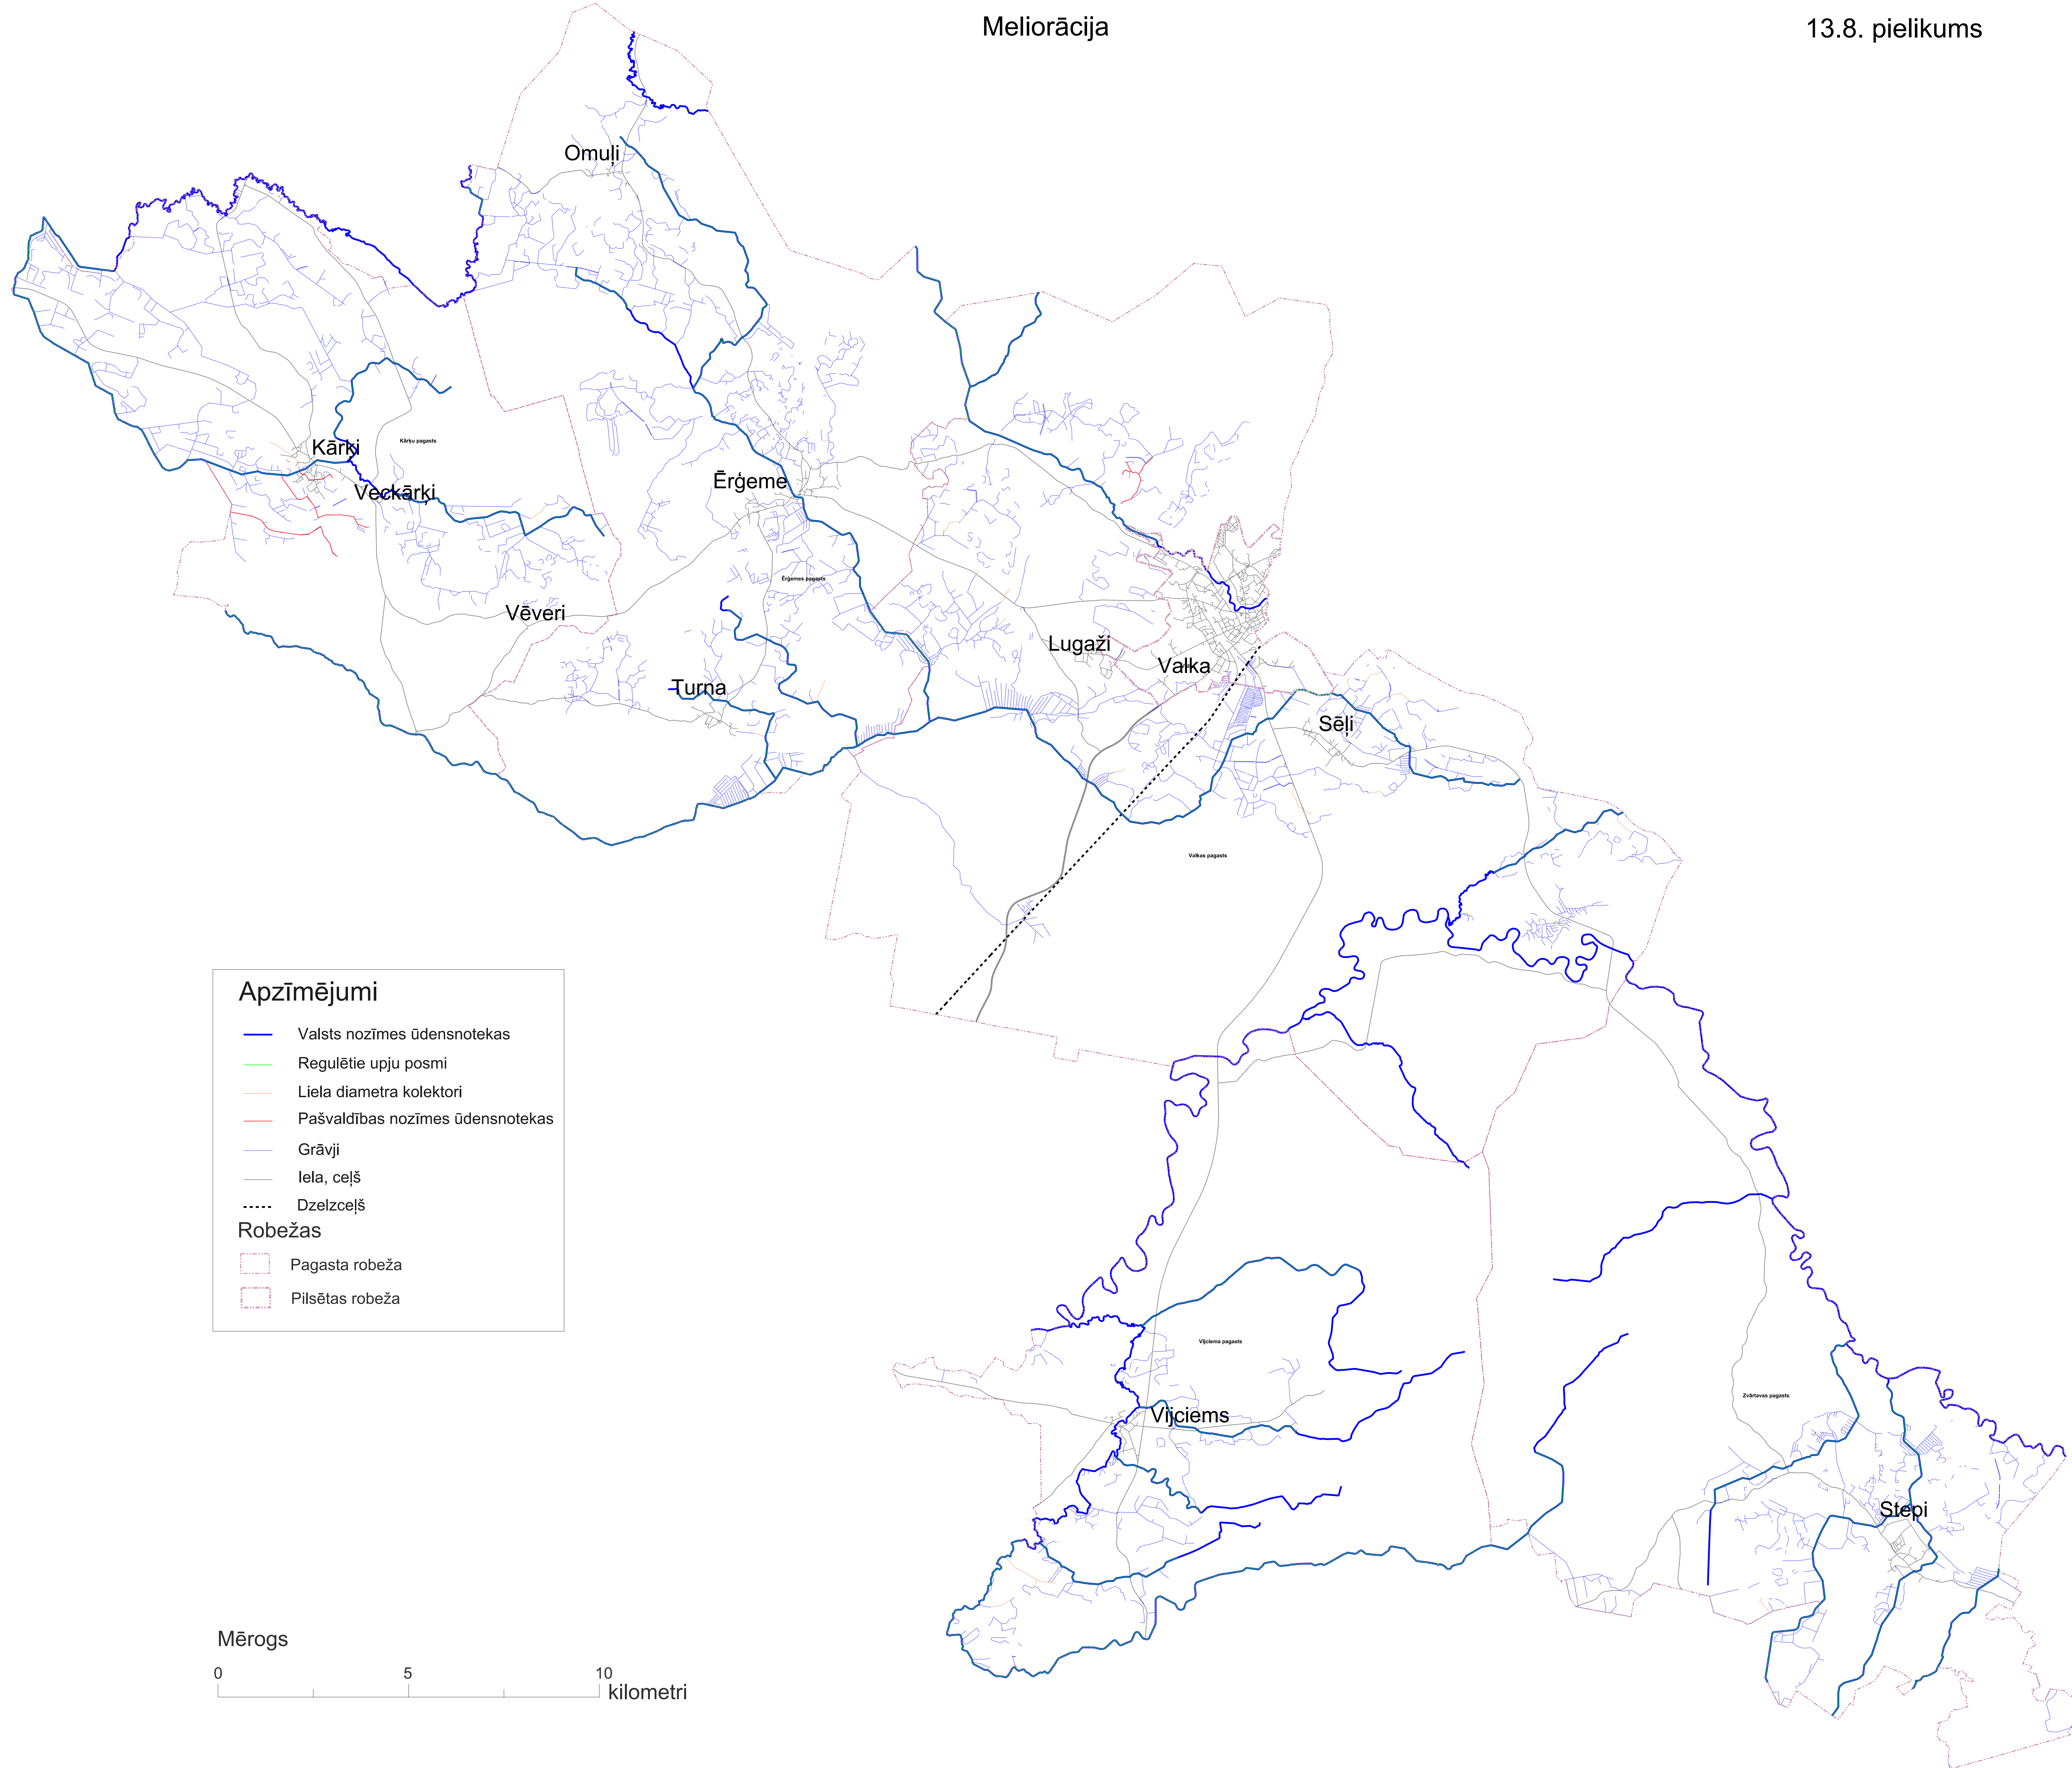 Meliorācija
13.8. pielikums
Omuļi
Kārķi
Kārķu pagasts
Veckārķi
Ērģeme
Ērģemes pagasts
Vēveri
Lugaži
Valka
Turna
Sēļi
Valkas pagasts
Apzīmējumi
Valsts nozīmes ūdensnotekas
Regulētie upju posmi
Liela diametra kolektori
Pašvaldības nozīmes ūdensnotekas
Grāvji
Iela, ceļš
Dzelzceļš
Robežas
Pagasta robeža
Pilsētas robeža
Vijciema pagasts
Zvārtavas pagasts
Vijciems
Stepi
Mērogs
0 5 10
kilometri